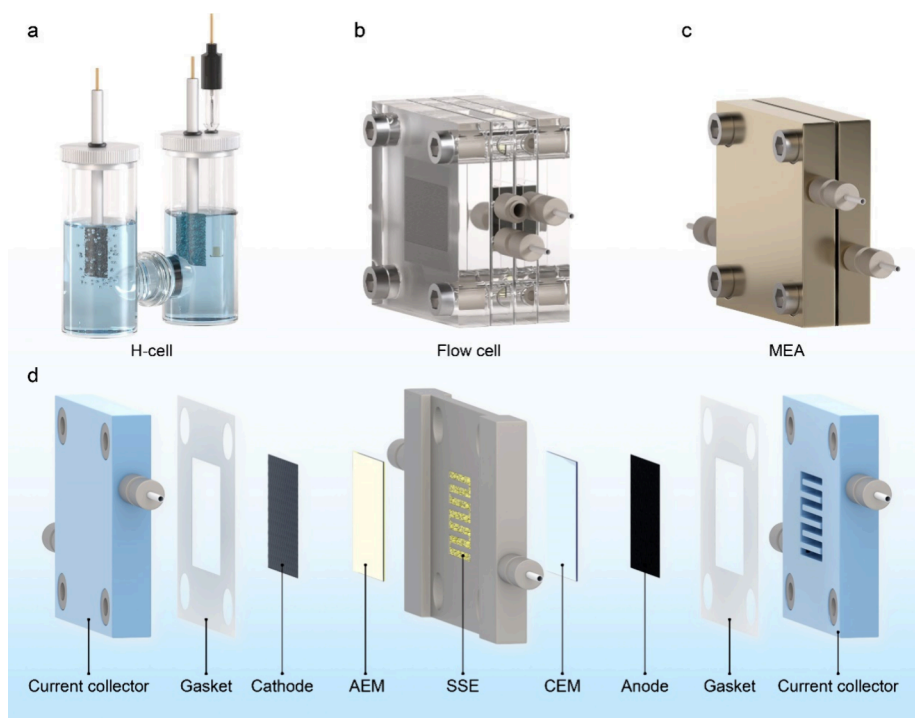 a
b
c
H-cell
Flow cell
MEA
d
Current collector
Gasket
Cathode
AEM
SSE
CEM
Anode
Gasket
Current collector